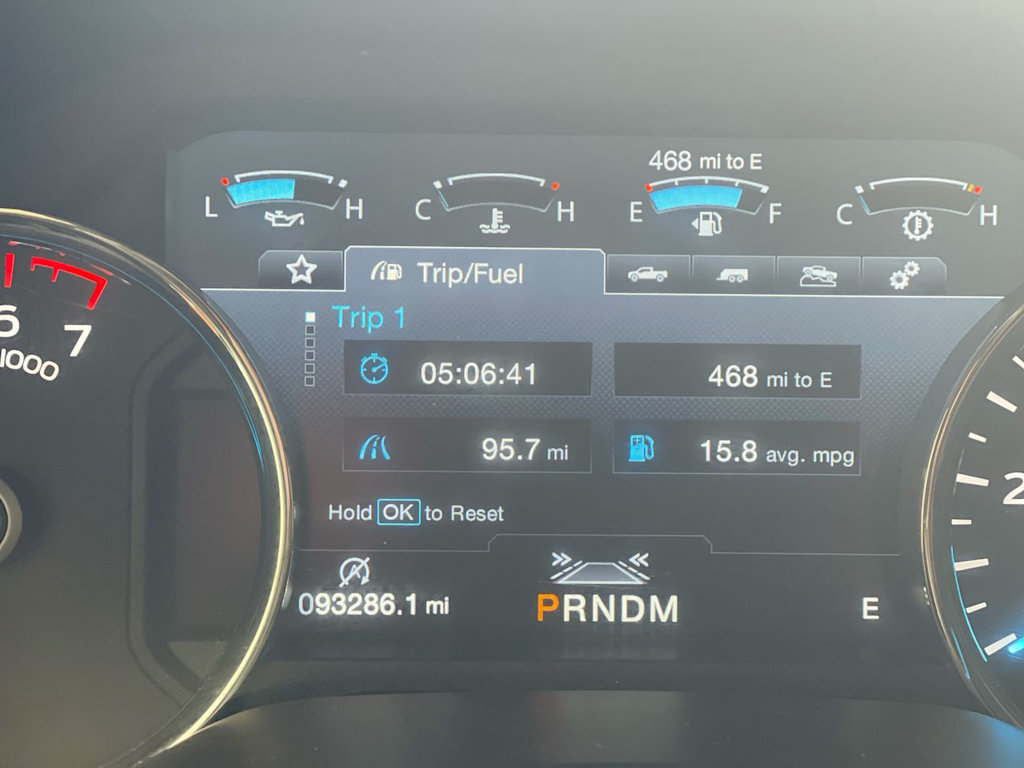 468 mi to E
L H C H E F C H
Trip/Fuel
Trip 1
05:06:41 468 mi to E
95.7 mi 15.8 avg. mpg
Hold OK to Reset
A
093286.1 mi PRNDM E
6 7
1000
2